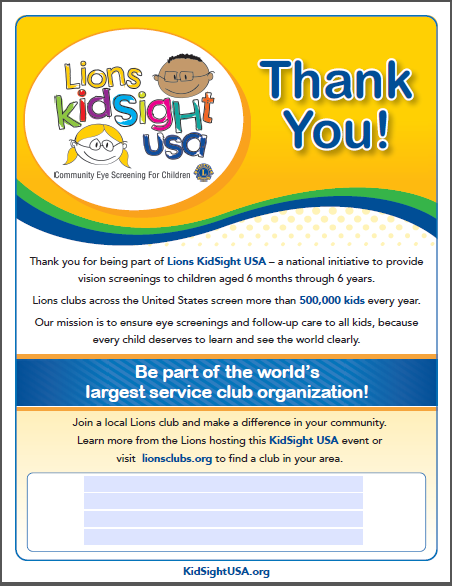 Lions
KidSight
USA
Community Eye Screening For Children
Thank
You!
Thank you for being part of Lions KidSight USA – a national initiative to provide
vision screenings to children aged 6 months through 6 years.
Lions clubs across the United States screen more than 500,000 kids every year.
Our mission is to ensure eye screenings and follow-up care to all kids, because
every child deserves to learn and see the world clearly.
Be part of the world's
largest service club organization!
Join a local Lions club and make a difference in your community.
Learn more from the Lions hosting this KidSight USA event or
visit lionsclubs.org to find a club in your area.
KidSightUSA.org